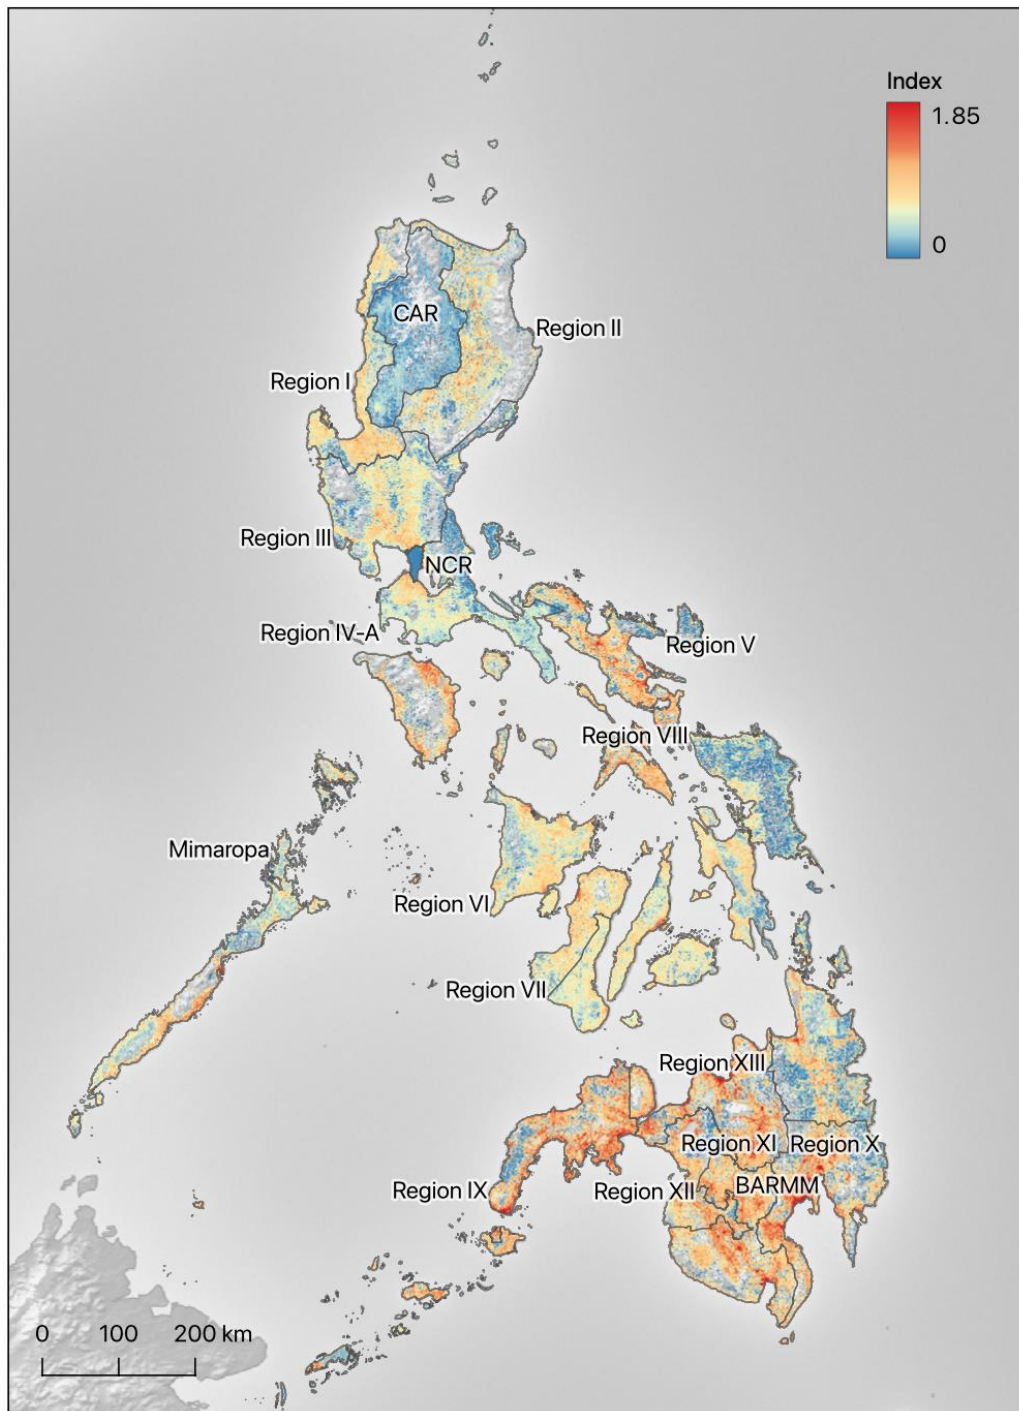 Index
1.85
0
CAR
Region II
Region I
Region III
NCR
Region IV-A
Region V
Region VIII
Mimaropa
Region VI
Region VII
Region XIII
Region XI
Region X
Region IX
Region XII
BARMM
0 100 200 km